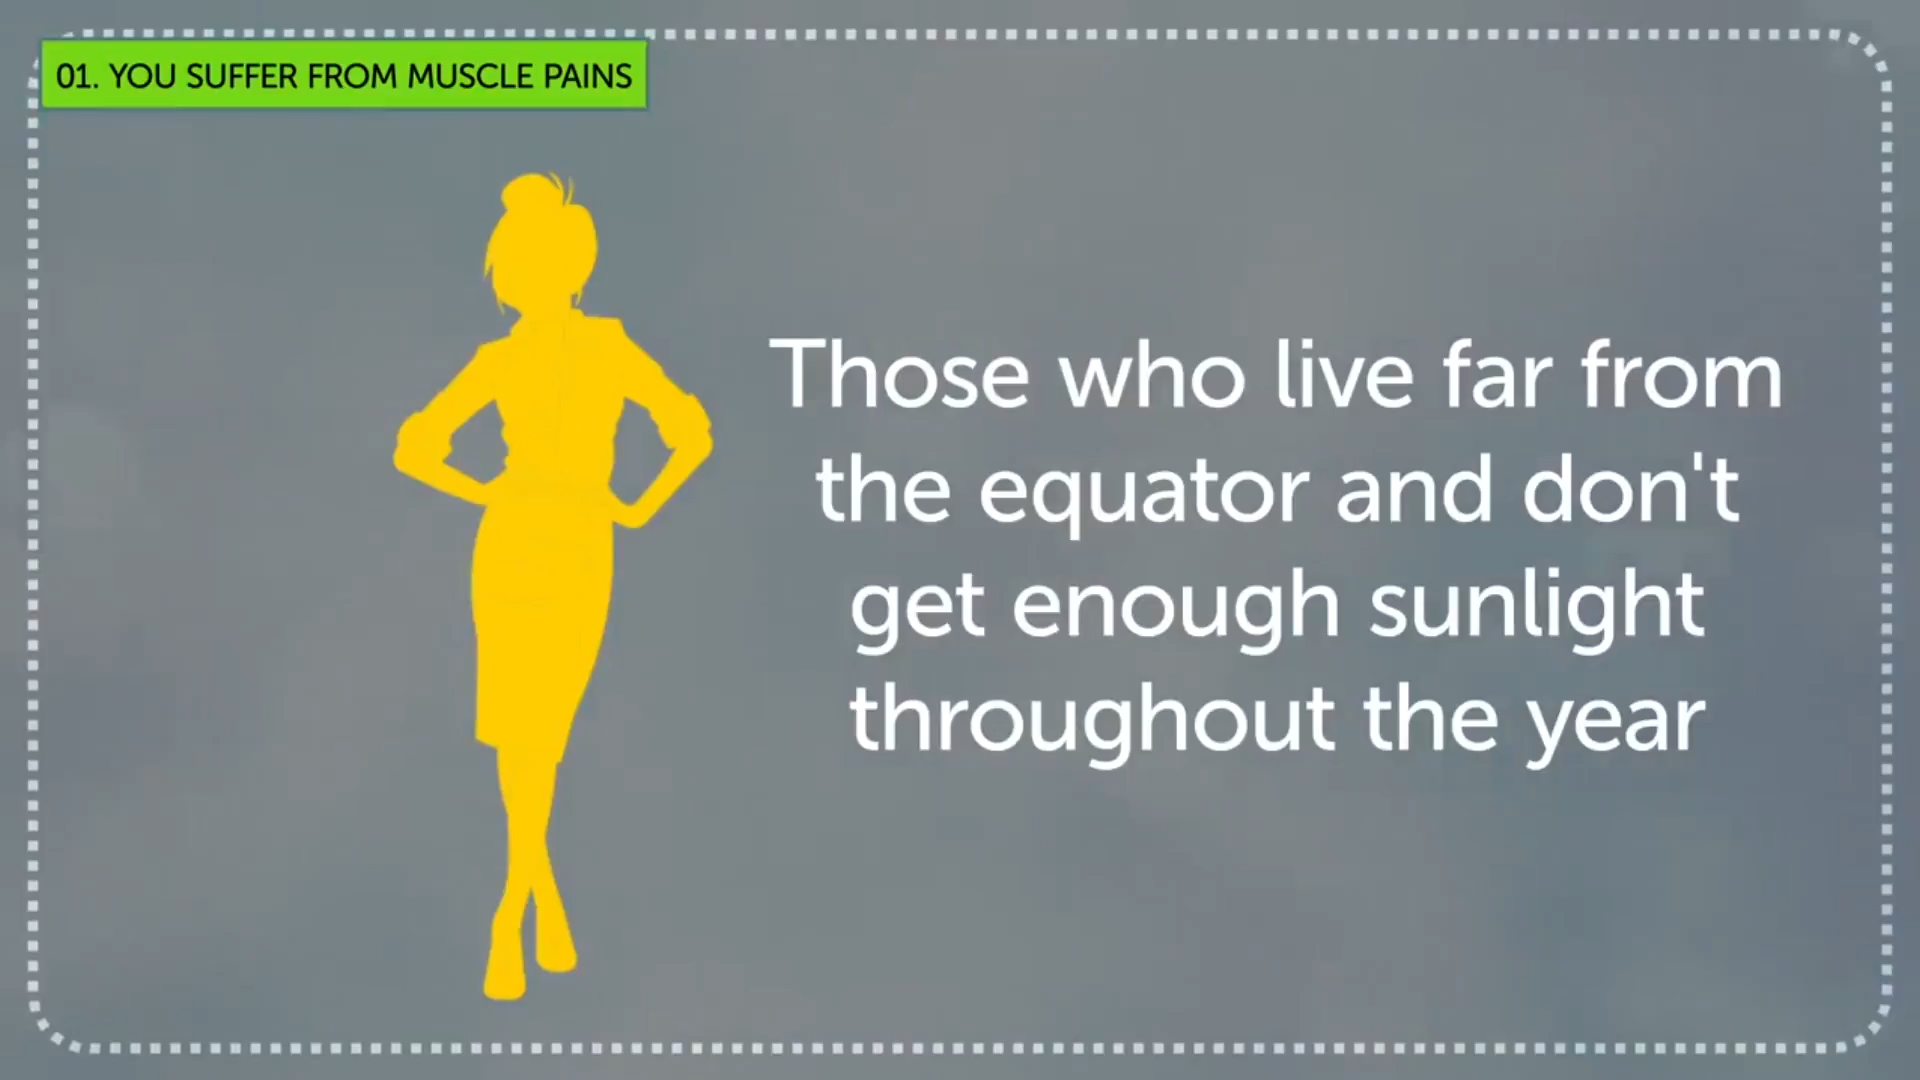 01. YOU SUFFER FROM MUSCLE PAINS
Those who live far from
the equator and don't
get enough sunlight
throughout the year